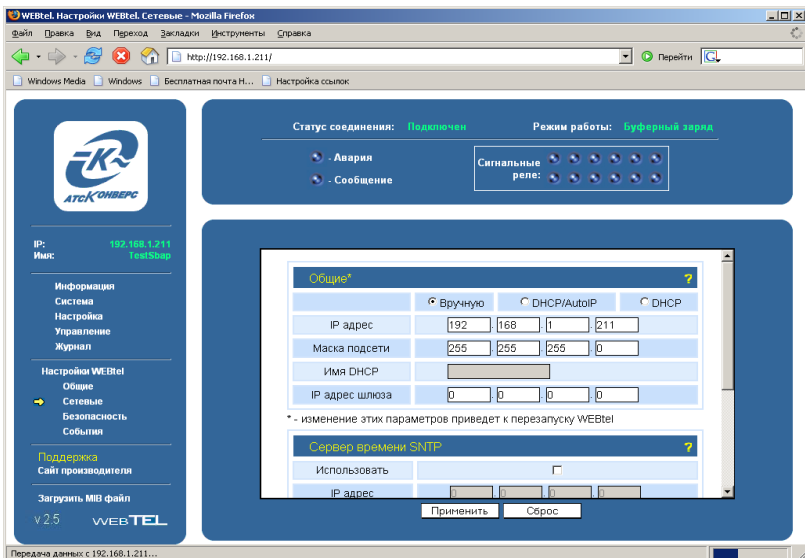 WEBtel. Настройки WEBtel. Сетевые - Mozilla Firefox
Файл Правка Вид Переход Закладки Инструменты Справка
http://192.168.1.211/
Перейти
Windows Media Windows Бесплатная почта H... Настройка ссылок
Статус соединения: Подключен Режим работы: Буферный заряд
- Авария
- Сообщение
Сигнальные
реле:
АТСКОНВЕРС
IP: 192.168.1.211
Имя: TestSbap
Информация
Система
Настройка
Управление
Журнал
Настройки WEBtel
Общие
Сетевые
Безопасность
События
Поддержка
Сайт производителя
Загрузить MIB файл
v 2.5 WEBTEL
Общие* ?
Вручную DHCP/AutoIP DHCP
IP адрес 192 . 168 . 1 . 211
Маска подсети 255 . 255 . 255 . 0
Имя DHCP
IP адрес шлюза 0 . 0 . 0 . 0
* - изменение этих параметров приведет к перезапуску WEBtel
Сервер времени SNTP ?
Использовать
IP адрес 0 . 0 . 0 . 0
Применить Сброс
Передача данных с 192.168.1.211...